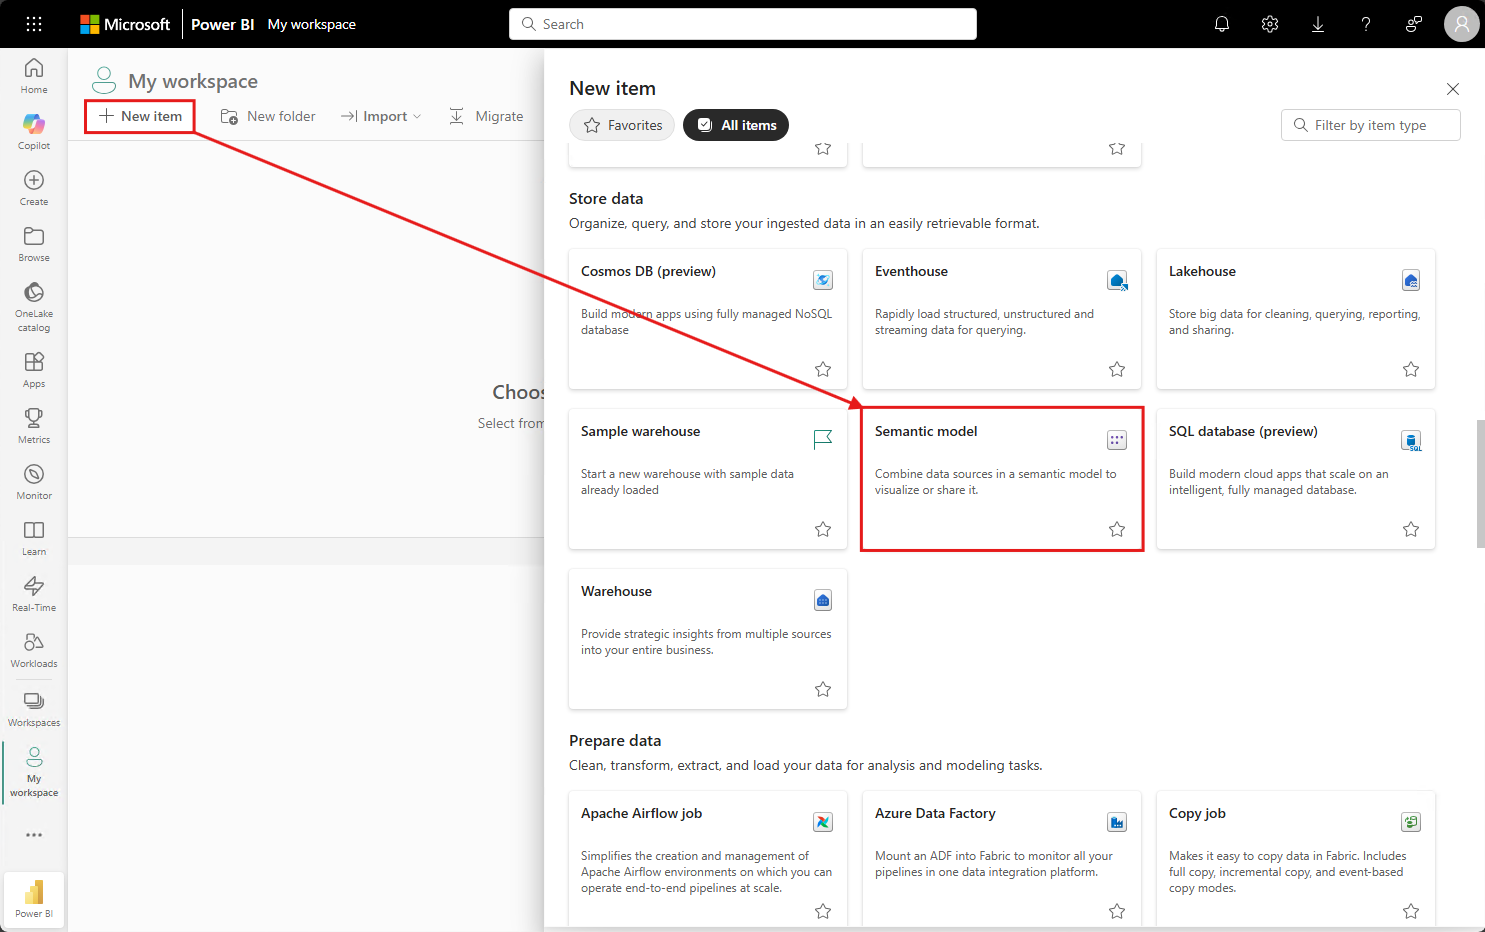 Microsoft
Power BI
My workspace
Search
Home
Copilot
Create
Browse
OneLake
catalog
Apps
Metrics
Monitor
Learn
Real-Time
Workloads
Workspaces
My
workspace
Power BI
My workspace
New item
New folder
Import
Migrate
Choos
Select from
New item
Favorites
All items
Filter by item type
Store data
Organize, query, and store your ingested data in an easily retrievable format.
Cosmos DB (preview)
Build modern apps using fully managed NoSQL
database
Eventhouse
Rapidly load structured, unstructured and
streaming data for querying.
Lakehouse
Store big data for cleaning, querying, reporting,
and sharing.
Sample warehouse
Start a new warehouse with sample data
already loaded
Semantic model
Combine data sources in a semantic model to
visualize or share it.
SQL database (preview)
SQL
Build modern cloud apps that scale on an
intelligent, fully managed database.
Warehouse
Provide strategic insights from multiple sources
into your entire business.
Prepare data
Clean, transform, extract, and load your data for analysis and modeling tasks.
Apache Airflow job
Simplifies the creation and management of
Apache Airflow environments on which you can
operate end-to-end pipelines at scale.
Azure Data Factory
Mount an ADF into Fabric to monitor all your
pipelines in one data integration platform.
Copy job
Makes it easy to copy data in Fabric. Includes
full copy, incremental copy, and event-based
copy modes.